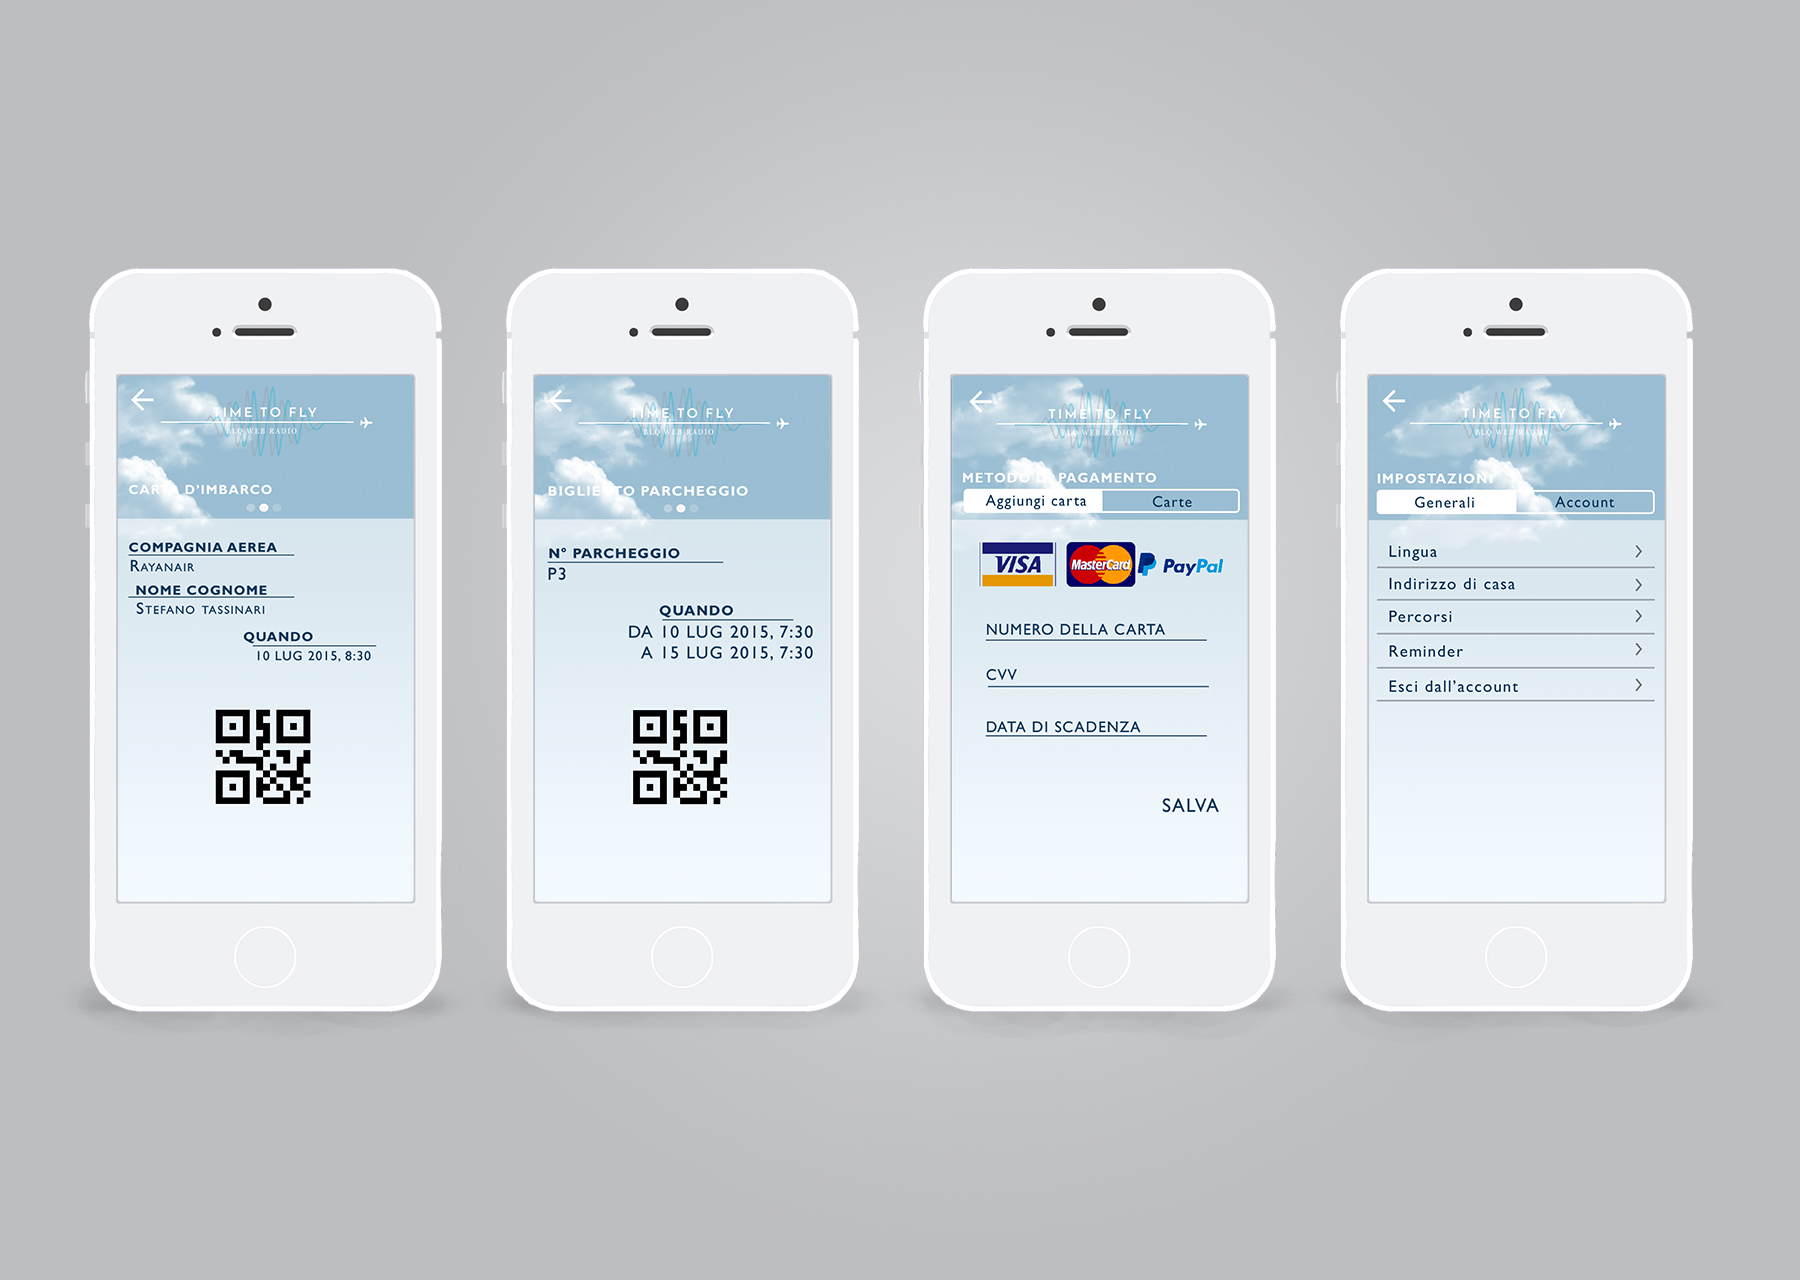 TIME TO FLY
BLQ WEB RADIO
CARTA D'IMBARCO
COMPAGNIA AEREA
RAYANAIR
NOME COGNOME
STEFANO TASSINARI
QUANDO
10 LUG 2015, 8:30
TIME TO FLY
BLQ WEB RADIO
BIGLIETTO PARCHEGGIO
N° PARCHEGGIO
P3
QUANDO
DA 10 LUG 2015, 7:30
A 15 LUG 2015, 7:30
TIME TO FLY
BLQ WEB RADIO
METODO DI PAGAMENTO
Aggiungi carta Carte
VISA MasterCard PayPal
NUMERO DELLA CARTA
CVV
DATA DI SCADENZA
SALVA
TIME TO FLY
BLQ WEB RADIO
IMPOSTAZIONI
Generali Account
Lingua
Indirizzo di casa
Percorsi
Reminder
Esci dall'account